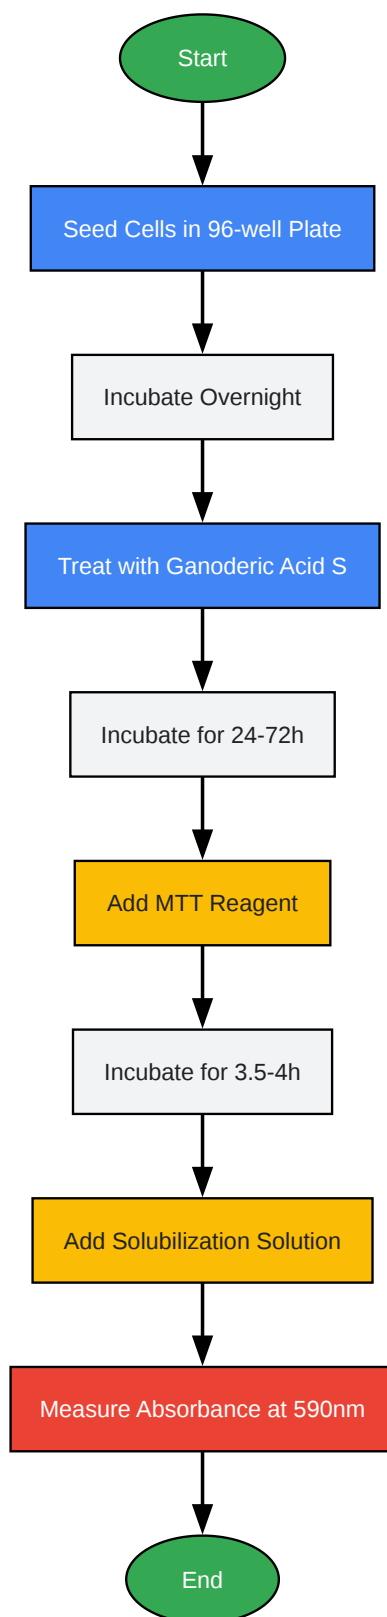 Start
Seed Cells in 96-well Plate
Incubate Overnight
Treat with Ganoderic Acid S
Incubate for 24-72h
Add MTT Reagent
Incubate for 3.5-4h
Add Solubilization Solution
Measure Absorbance at 590nm
End